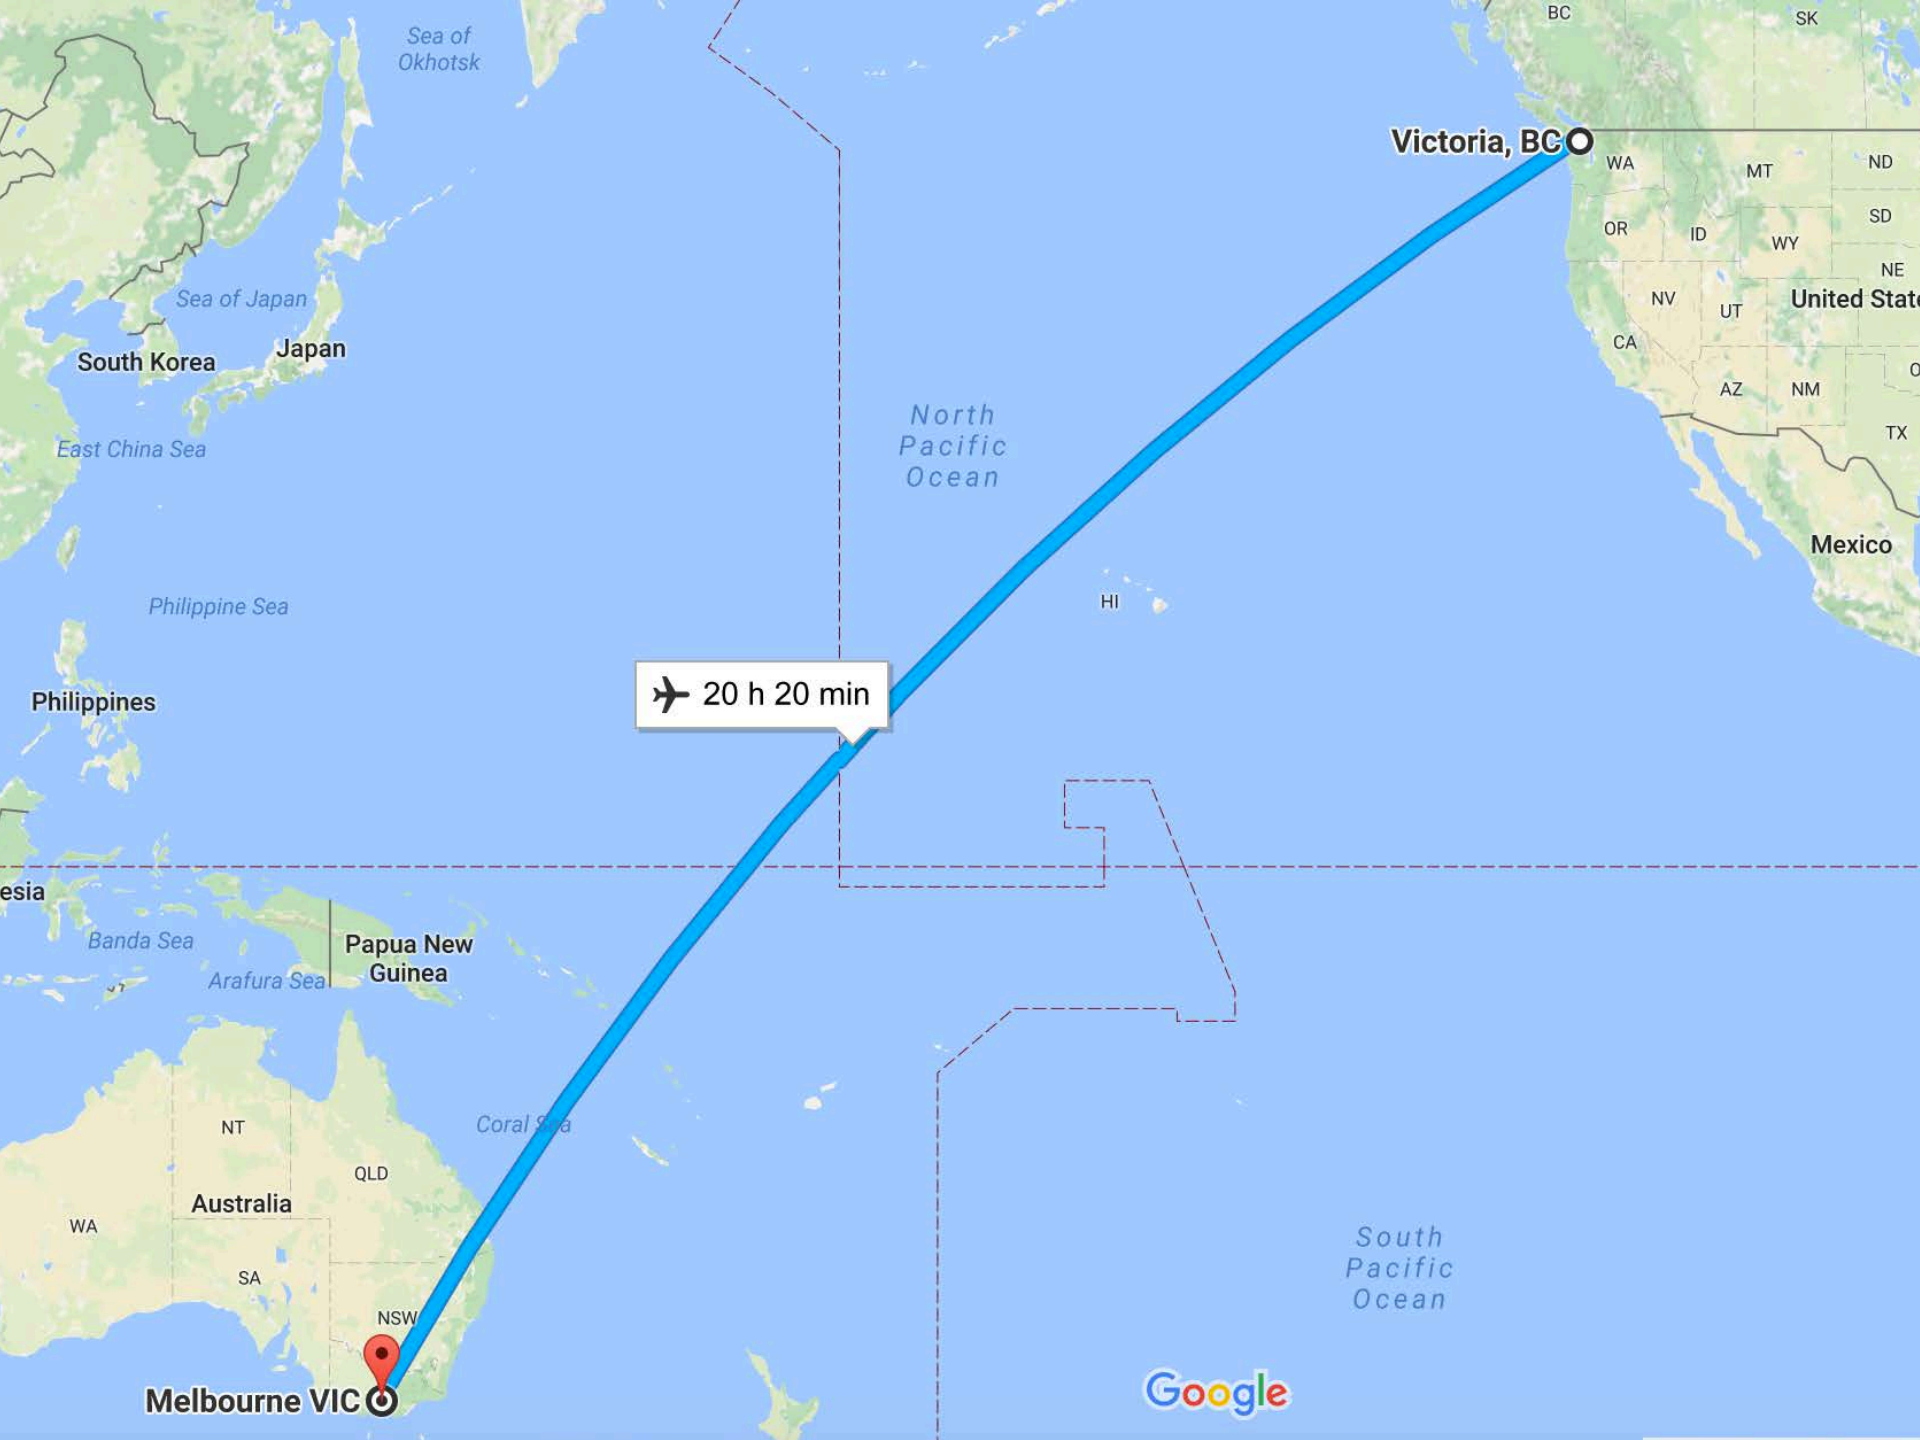 BC
SK
Sea of
Okhotsk
Victoria, BC
WA
MT
ND
OR
ID
SD
WY
NE
Sea of Japan
NV
UT
United State
South Korea
Japan
CA
AZ
NM
O
TX
North
Pacific
Ocean
East China Sea
Mexico
HI
Philippine Sea
20 h 20 min
Philippines
esia
Banda Sea
Papua New
Guinea
Arafura Sea
Coral Sea
NT
QLD
Australia
WA
SA
NSW
South
Pacific
Ocean
Melbourne VIC
Google